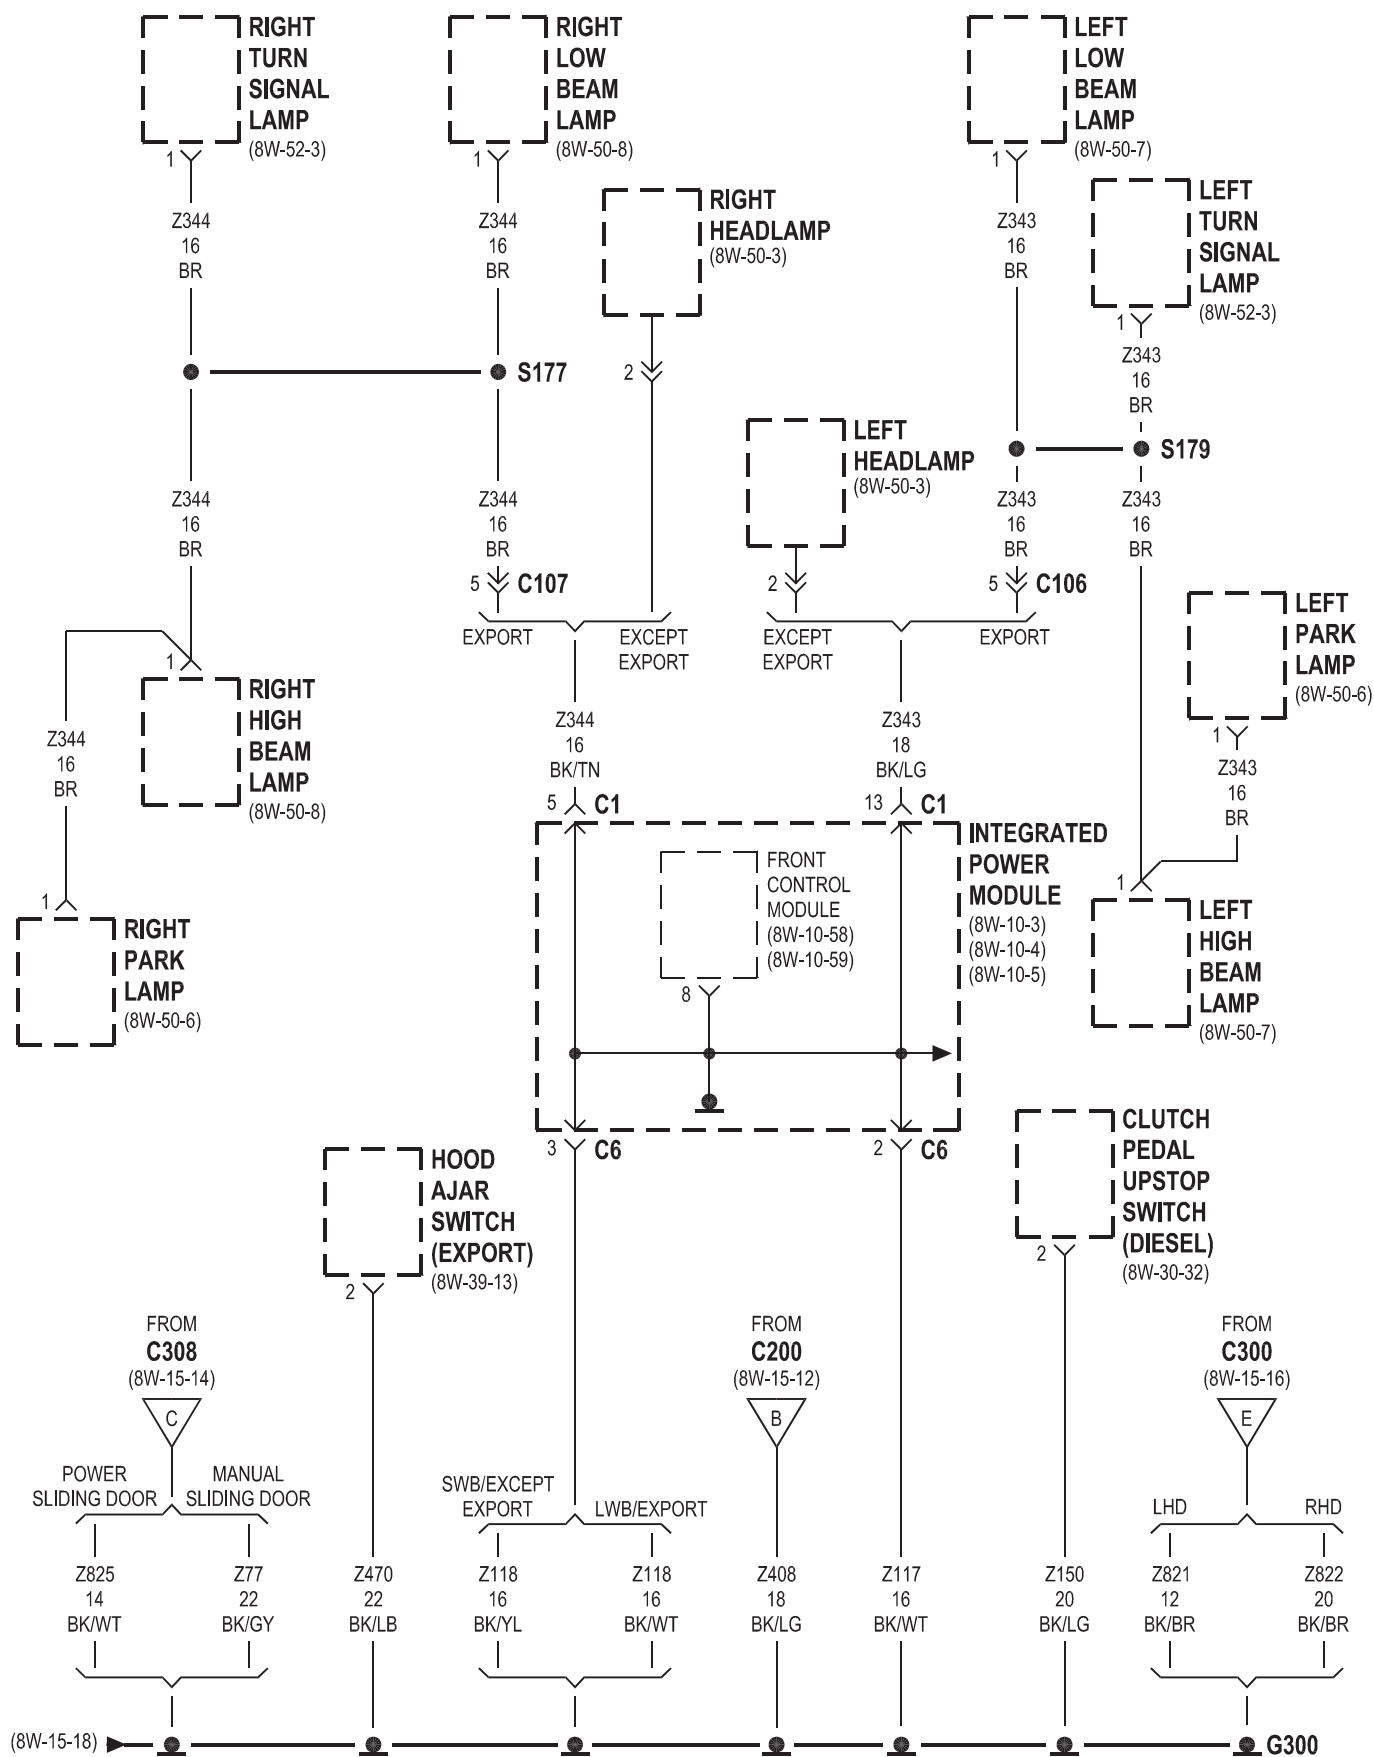 RIGHT
TURN
SIGNAL
LAMP
(8W-52-3)
1
RIGHT
LOW
BEAM
LAMP
(8W-50-8)
1
LEFT
LOW
BEAM
LAMP
(8W-50-7)
1
RIGHT
HEADLAMP
(8W-50-3)
2
LEFT
TURN
SIGNAL
LAMP
(8W-52-3)
1
Z344
16
BR
Z344
16
BR
Z343
16
BR
Z343
16
BR
S177
LEFT
HEADLAMP
(8W-50-3)
2
S179
Z344
16
BR
Z344
16
BR
Z343
16
BR
Z343
16
BR
5
C107
5
C106
EXPORT
EXCEPT
EXPORT
EXCEPT
EXPORT
EXPORT
LEFT
PARK
LAMP
(8W-50-6)
1
1
RIGHT
HIGH
BEAM
LAMP
(8W-50-8)
Z344
16
BR
Z344
16
BK/TN
Z343
18
BK/LG
Z343
16
BR
5
C1
13
C1
1
RIGHT
PARK
LAMP
(8W-50-6)
FRONT
CONTROL
MODULE
(8W-10-58)
(8W-10-59)
8
INTEGRATED
POWER
MODULE
(8W-10-3)
(8W-10-4)
(8W-10-5)
1
LEFT
HIGH
BEAM
LAMP
(8W-50-7)
3
C6
2
C6
HOOD
AJAR
SWITCH
(EXPORT)
(8W-39-13)
2
CLUTCH
PEDAL
UPSTOP
SWITCH
(DIESEL)
(8W-30-32)
2
FROM
C308
(8W-15-14)
C
FROM
C200
(8W-15-12)
B
FROM
C300
(8W-15-16)
E
POWER
SLIDING DOOR
MANUAL
SLIDING DOOR
SWB/EXCEPT
EXPORT
LWB/EXPORT
LHD
RHD
Z825
14
BK/WT
Z77
22
BK/GY
Z470
22
BK/LB
Z118
16
BK/YL
Z118
16
BK/WT
Z408
18
BK/LG
Z117
16
BK/WT
Z150
20
BK/LG
Z821
12
BK/BR
Z822
20
BK/BR
(8W-15-18)
G300